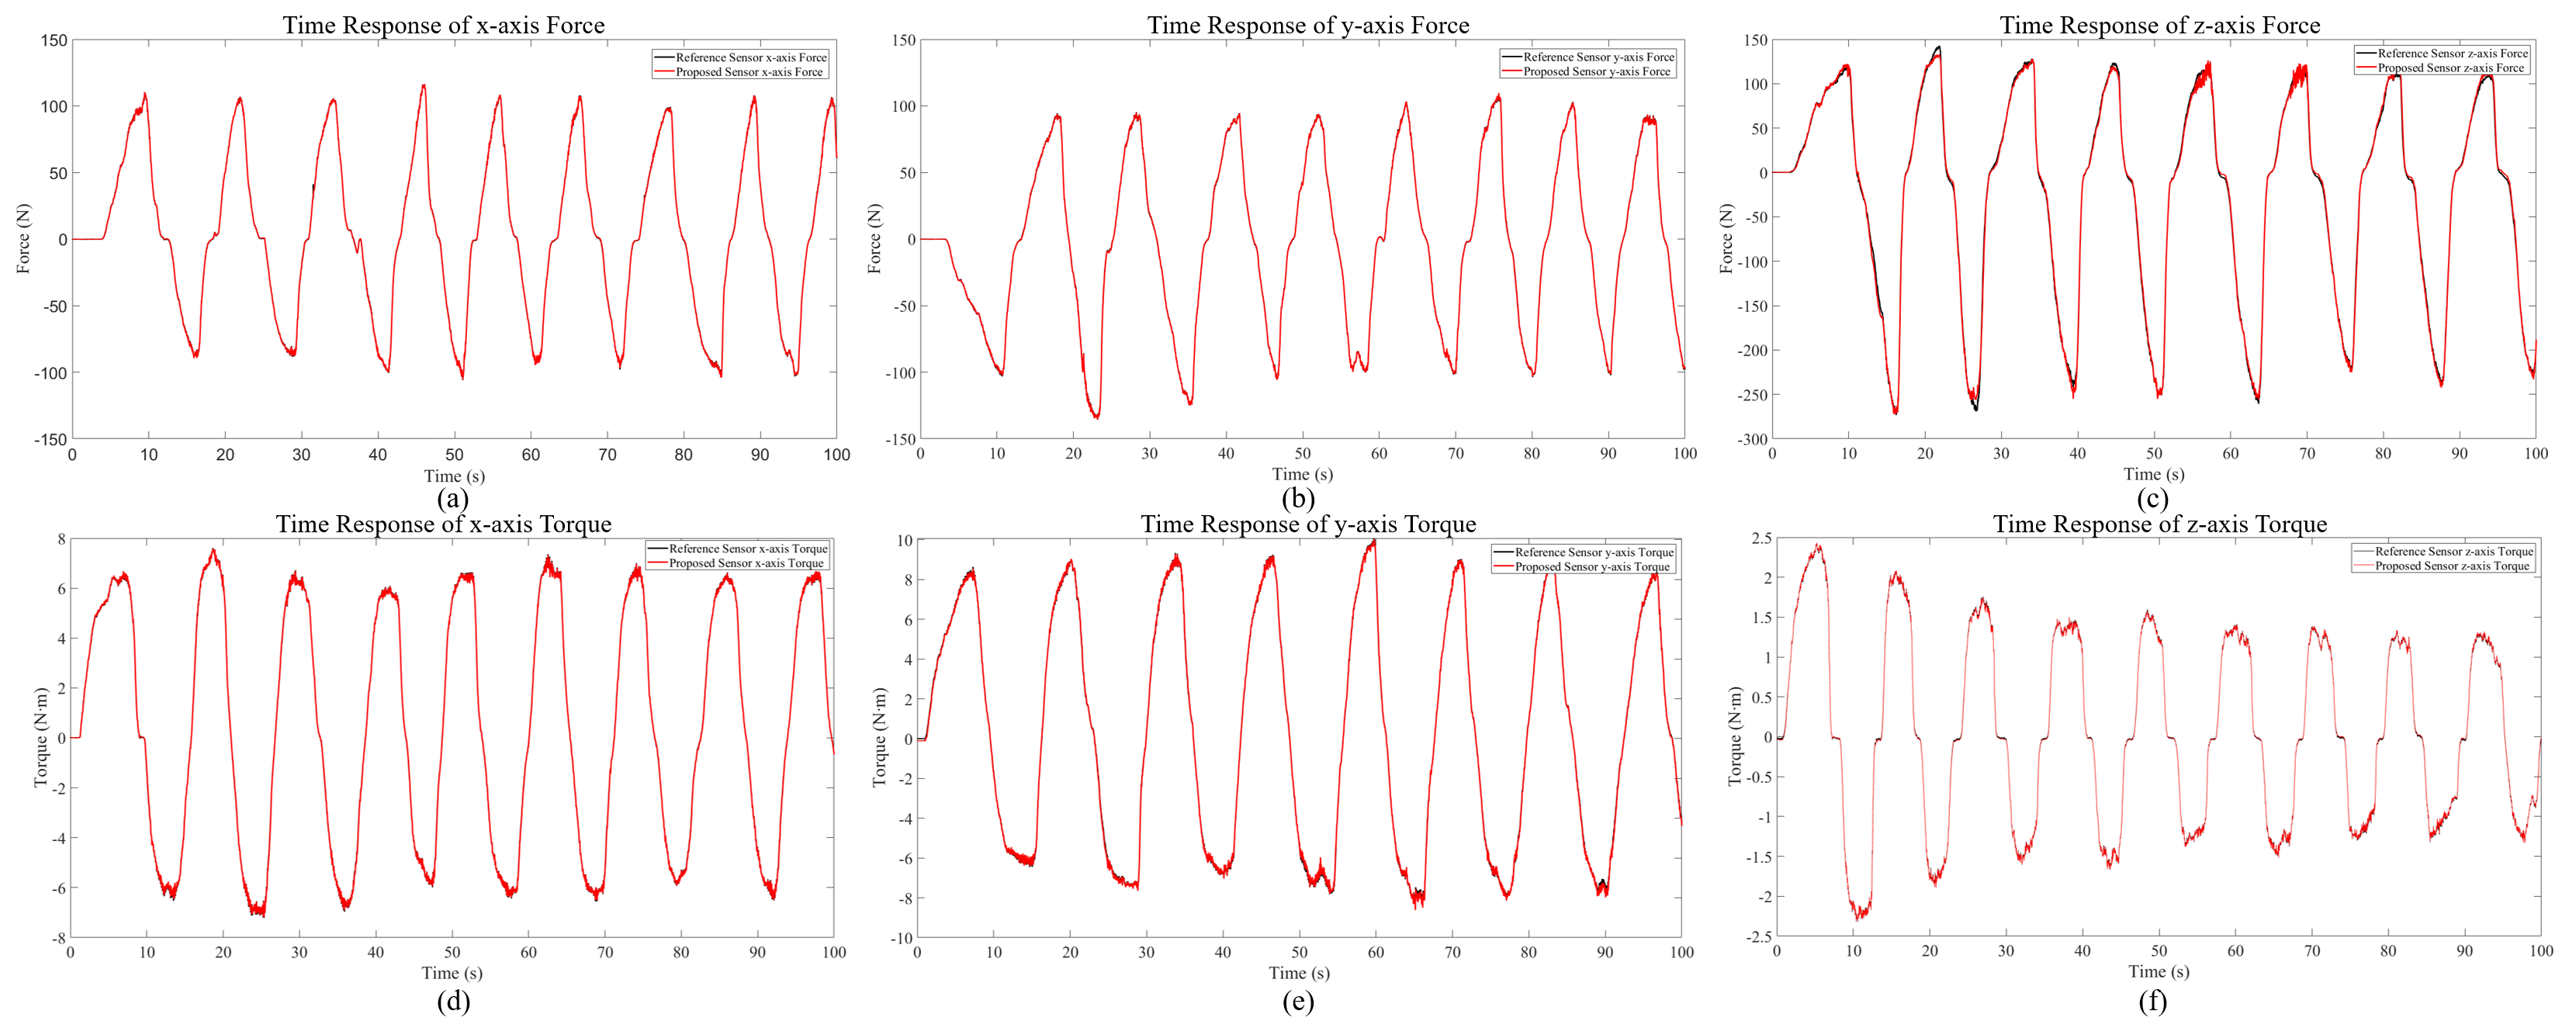 Time Response of x-axis Force
150
100
50
0
-50
-100
-150
Force (N)
Reference Sensor x-axis Force
Proposed Sensor x-axis Force
0 10 20 30 40 50 60 70 80 90 100
Time (s)
(a)
Time Response of y-axis Force
150
100
50
0
-50
-100
-150
Force (N)
Reference Sensor y-axis Force
Proposed Sensor y-axis Force
0 10 20 30 40 50 60 70 80 90 100
Time (s)
(b)
Time Response of z-axis Force
150
100
50
0
-50
-100
-150
-200
-250
-300
Force (N)
Reference Sensor z-axis Force
Proposed Sensor z-axis Force
0 10 20 30 40 50 60 70 80 90 100
Time (s)
(c)
Time Response of x-axis Torque
8
6
4
2
0
-2
-4
-6
-8
Torque (N·m)
Reference Sensor x-axis Torque
Proposed Sensor x-axis Torque
0 10 20 30 40 50 60 70 80 90 100
Time (s)
(d)
Time Response of y-axis Torque
10
8
6
4
2
0
-2
-4
-6
-8
-10
Torque (N·m)
Reference Sensor y-axis Torque
Proposed Sensor y-axis Torque
0 10 20 30 40 50 60 70 80 90 100
Time (s)
(e)
Time Response of z-axis Torque
2.5
2
1.5
1
0.5
0
-0.5
-1
-1.5
-2
-2.5
Torque (N·m)
Reference Sensor z-axis Torque
Proposed Sensor z-axis Torque
0 10 20 30 40 50 60 70 80 90 100
Time (s)
(f)